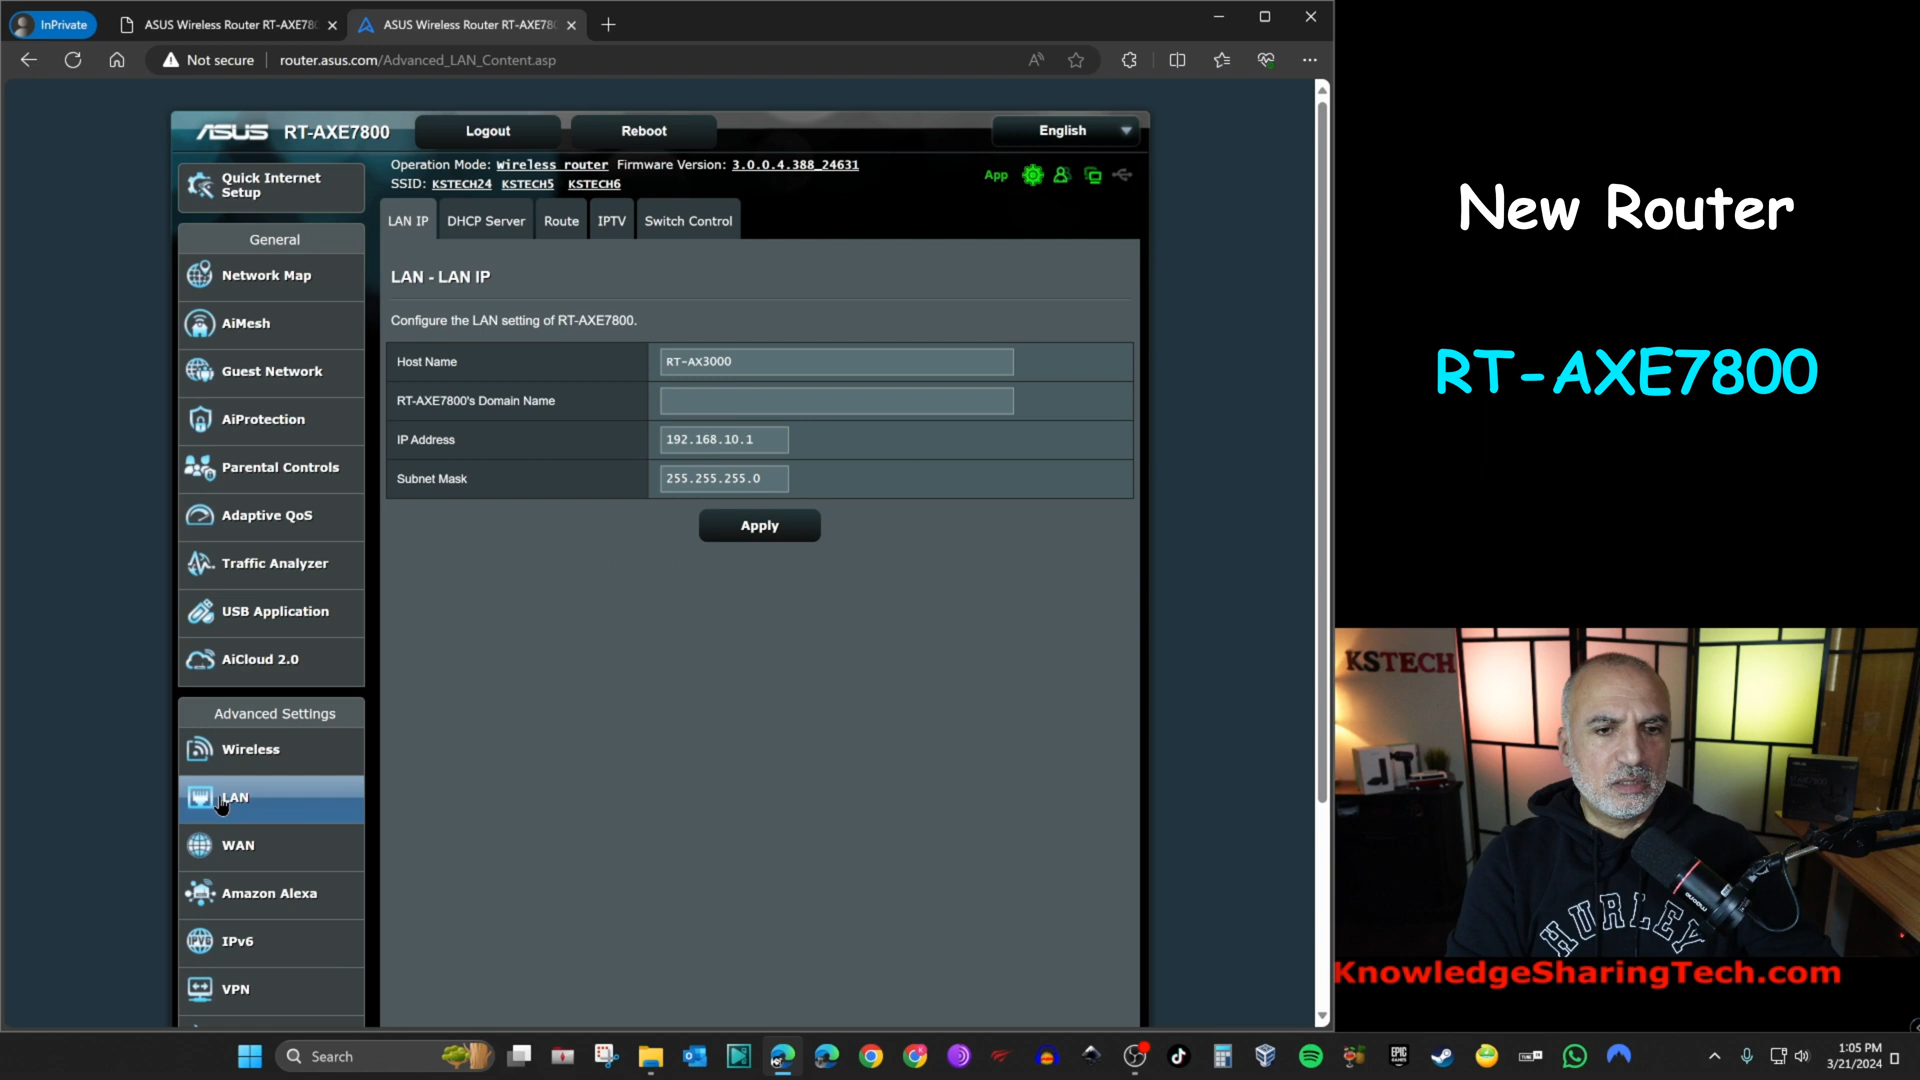 InPrivate
ASUS Wireless Router RT-AXE78
ASUS Wireless Router RT-AXE78
Not secure
router.asus.com/Advanced_LAN_Content.asp
ASUS RT-AXE7800
Logout
Reboot
English
Quick Internet
Setup
Operation Mode: Wireless router Firmware Version: 3.0.0.4.388_24631
SSID: KSTECH24 KSTECH5 KSTECH6
App
LAN IP
DHCP Server
Route
IPTV
Switch Control
General
Network Map
AiMesh
Guest Network
AiProtection
Parental Controls
Adaptive QoS
Traffic Analyzer
USB Application
AiCloud 2.0
Advanced Settings
Wireless
LAN
WAN
Amazon Alexa
IPv6
VPN
LAN - LAN IP
Configure the LAN setting of RT-AXE7800.
Host Name
RT-AX3000
RT-AXE7800's Domain Name
IP Address
192.168.10.1
Subnet Mask
255.255.255.0
Apply
New Router
RT-AXE7800
KSTECH
HURLEY
KnowledgeSharingTech.com
Search
1:05 PM
3/21/2024